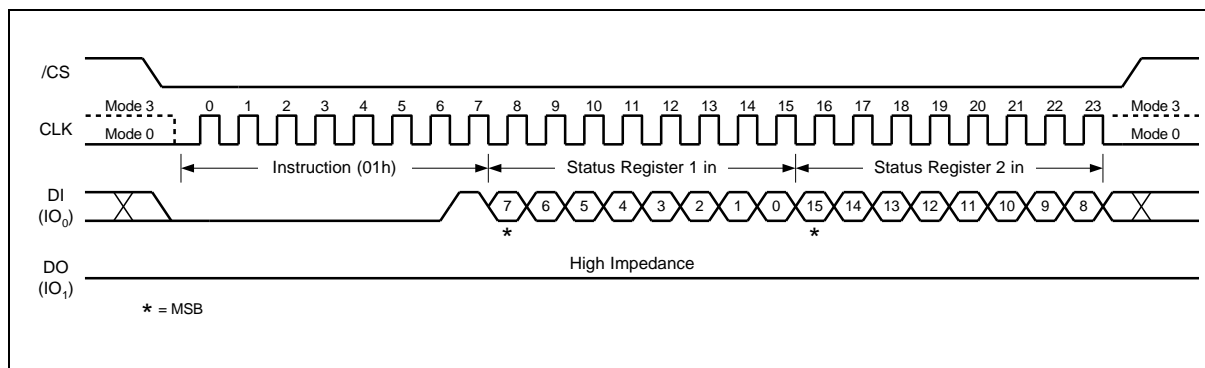 /CS
Mode 3 0 1 2 3 4 5 6 7 8 9 10 11 12 13 14 15 16 17 18 19 20 21 22 23 Mode 3
CLK Mode 0 Mode 0
Instruction (01h) Status Register 1 in Status Register 2 in
DI
(IO0) 7 6 5 4 3 2 1 0 15 14 13 12 11 10 9 8
* *
DO High Impedance
(IO1)
* = MSB